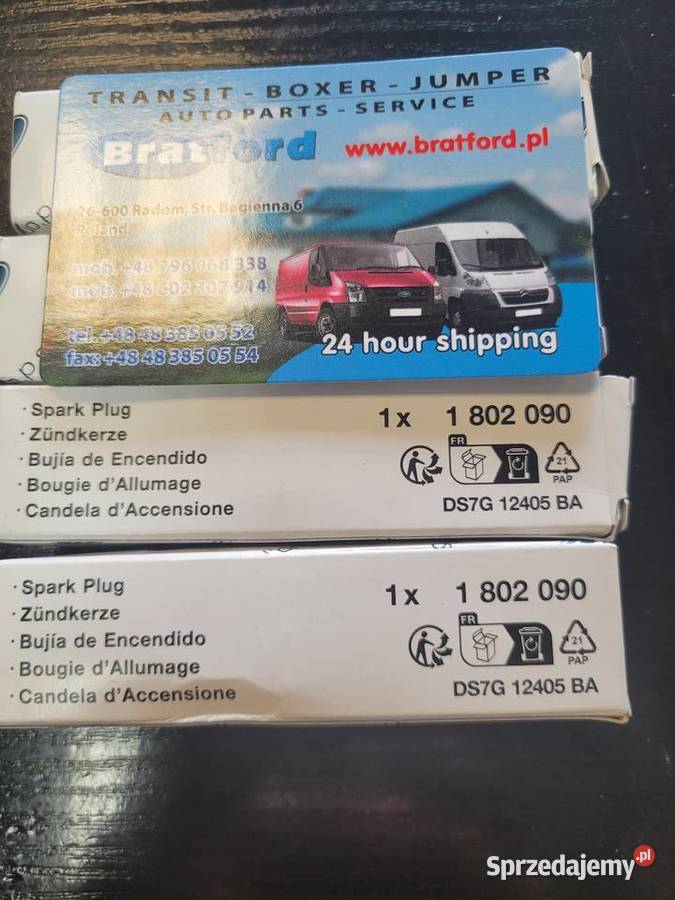 TRANSIT - BOXER - JUMPER
AUTO PARTS - SERVICE
Bratford
www.bratford.pl
26-600 Radom, Str. Bagienna 6
Poland
mob. +48 796 068 338
mob. +48 602 307 914
tel. +48 48 385 05 52
fax: +48 48 385 05 54
24 hour shipping
· Spark Plug
· Zündkerze
· Bujía de Encendido
· Bougie d'Allumage
· Candela d'Accensione
1x 1 802 090
FR
21
PAP
DS7G 12405 BA
· Spark Plug
· Zündkerze
· Bujía de Encendido
· Bougie d'Allumage
· Candela d'Accensione
1x 1 802 090
FR
21
PAP
DS7G 12405 BA
Sprzedajemy.pl